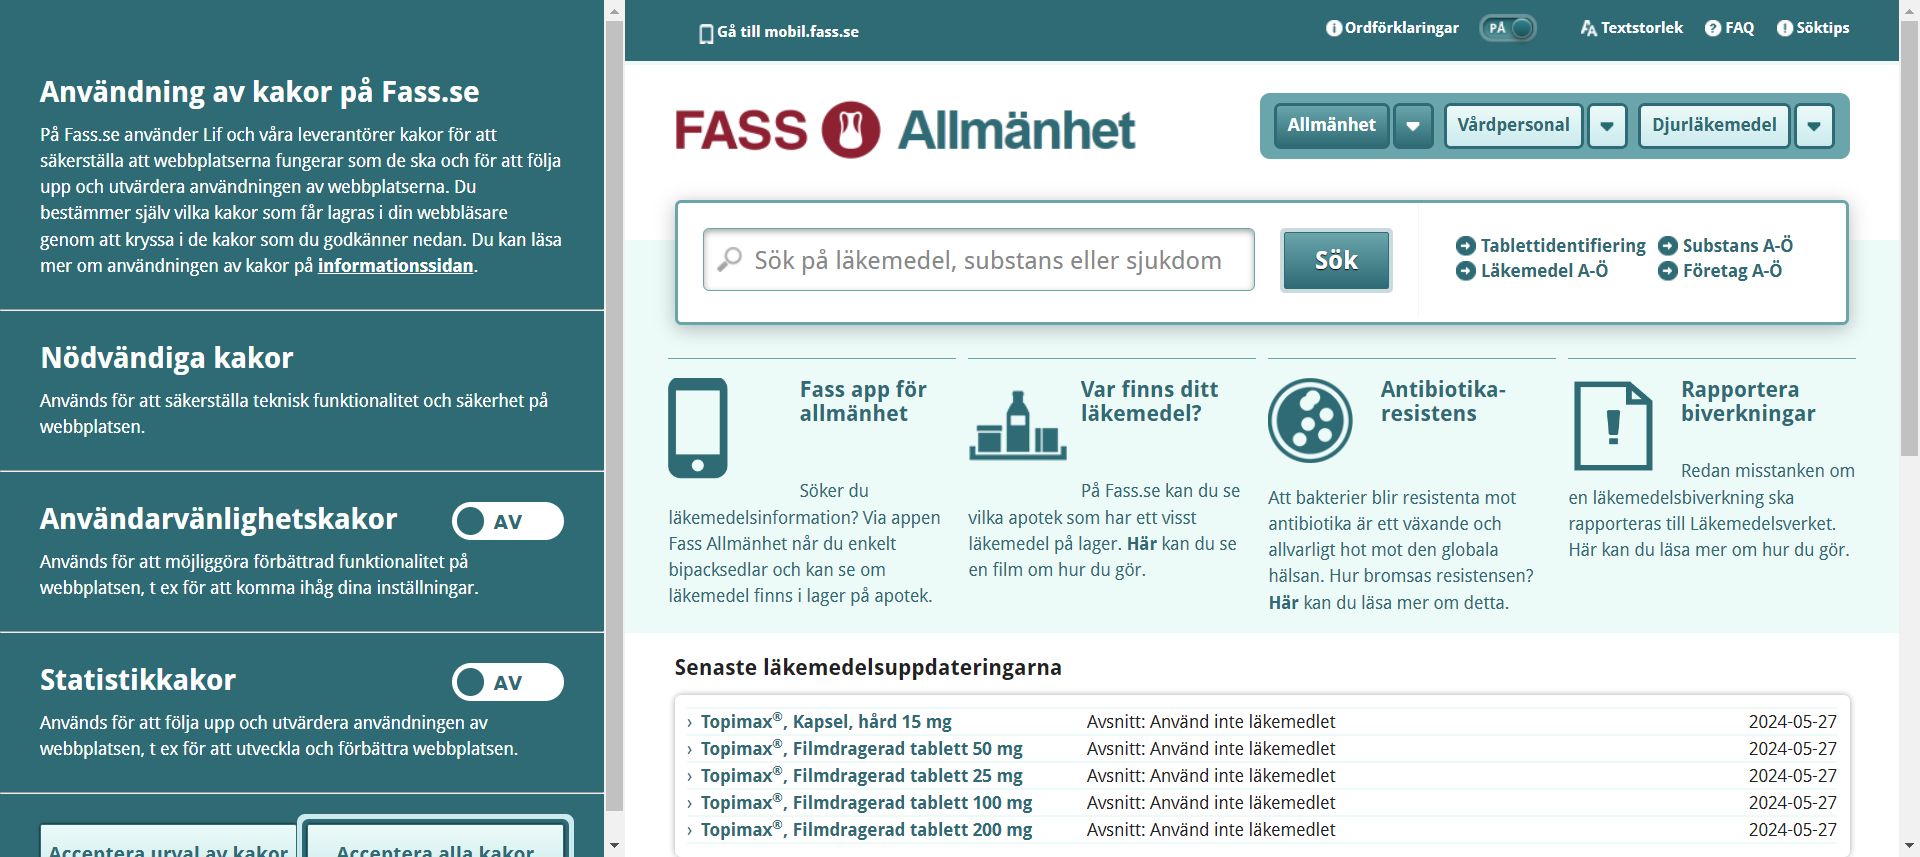 Användning av kakor på Fass.se
På Fass.se använder Lif och våra leverantörer kakor för att
säkerställa att webbplatserna fungerar som de ska och för att följa
upp och utvärdera användningen av webbplatserna. Du
bestämmer själv vilka kakor som får lagras i din webbläsare
genom att kryssa i de kakor som du godkänner nedan. Du kan läsa
mer om användningen av kakor på informationssidan.
Nödvändiga kakor
Används för att säkerställa teknisk funktionalitet och säkerhet på
webbplatsen.
Användarvänlighetskakor
AV
Används för att möjliggöra förbättrad funktionalitet på
webbplatsen, t ex för att komma ihåg dina inställningar.
Statistikkakor
AV
Används för att följa upp och utvärdera användningen av
webbplatsen, t ex för att utveckla och förbättra webbplatsen.
Acceptera urval av kakor
Acceptera alla kakor
Gå till mobil.fass.se
Ordförklaringar
PÅ
Textstorlek
FAQ
Söktips
FASS Allmänhet
Allmänhet
Vårdpersonal
Djurläkemedel
Sök på läkemedel, substans eller sjukdom
Sök
Tablettidentifiering
Substans A-Ö
Läkemedel A-Ö
Företag A-Ö
Fass app för
allmänhet
Söker du
läkemedelsinformation? Via appen
Fass Allmänhet når du enkelt
bipacksedlar och kan se om
läkemedel finns i lager på apotek.
Var finns ditt
läkemedel?
På Fass.se kan du se
vilka apotek som har ett visst
läkemedel på lager. Här kan du se
en film om hur du gör.
Antibiotika-
resistens
Att bakterier blir resistenta mot
antibiotika är ett växande och
allvarligt hot mot den globala
hälsan. Hur bromsas resistensen?
Här kan du läsa mer om detta.
Rapportera
biverkningar
Redan misstanken om
en läkemedelsbiverkning ska
rapporteras till Läkemedelsverket.
Här kan du läsa mer om hur du gör.
Senaste läkemedelsuppdateringarna
› Topimax®, Kapsel, hård 15 mg Avsnitt: Använd inte läkemedlet 2024-05-27
› Topimax®, Filmdragerad tablett 50 mg Avsnitt: Använd inte läkemedlet 2024-05-27
› Topimax®, Filmdragerad tablett 25 mg Avsnitt: Använd inte läkemedlet 2024-05-27
› Topimax®, Filmdragerad tablett 100 mg Avsnitt: Använd inte läkemedlet 2024-05-27
› Topimax®, Filmdragerad tablett 200 mg Avsnitt: Använd inte läkemedlet 2024-05-27